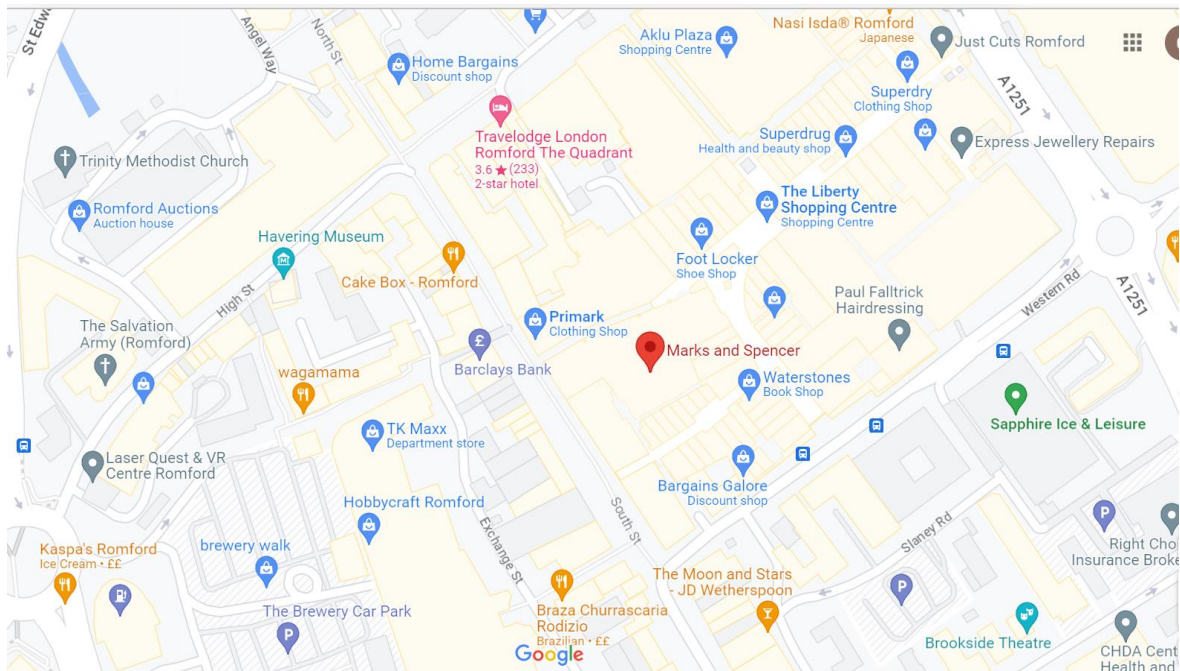 St Edwa
Angel Way
North St
Home Bargains
Discount shop
Aklu Plaza
Shopping Centre
Nasi Isda® Romford
Japanese
Just Cuts Romford
A1251
Superdry
Clothing Shop
Travelodge London
Romford The Quadrant
3.6 ★ (233)
2-star hotel
Superdrug
Health and beauty shop
Express Jewellery Repairs
Trinity Methodist Church
Romford Auctions
Auction house
The Liberty
Shopping Centre
Shopping Centre
Havering Museum
Cake Box - Romford
Foot Locker
Shoe Shop
High St
Paul Falltrick
Hairdressing
Western Rd
A1251
The Salvation
Army (Romford)
Primark
Clothing Shop
£
Barclays Bank
Marks and Spencer
wagamama
Waterstones
Book Shop
TK Maxx
Department store
Sapphire Ice & Leisure
Laser Quest & VR
Centre Romford
Bargains Galore
Discount shop
Hobbycraft Romford
South St
Slaney Rd
P
Exchange St
Kaspa's Romford
Ice Cream • ££
brewery walk
Right Choi
Insurance Broke
The Moon and Stars
- JD Wetherspoon
P
The Brewery Car Park
P
Braza Churrascaria
Rodizio
Brazilian • ££
Brookside Theatre
Google
CHDA Cent
Health and